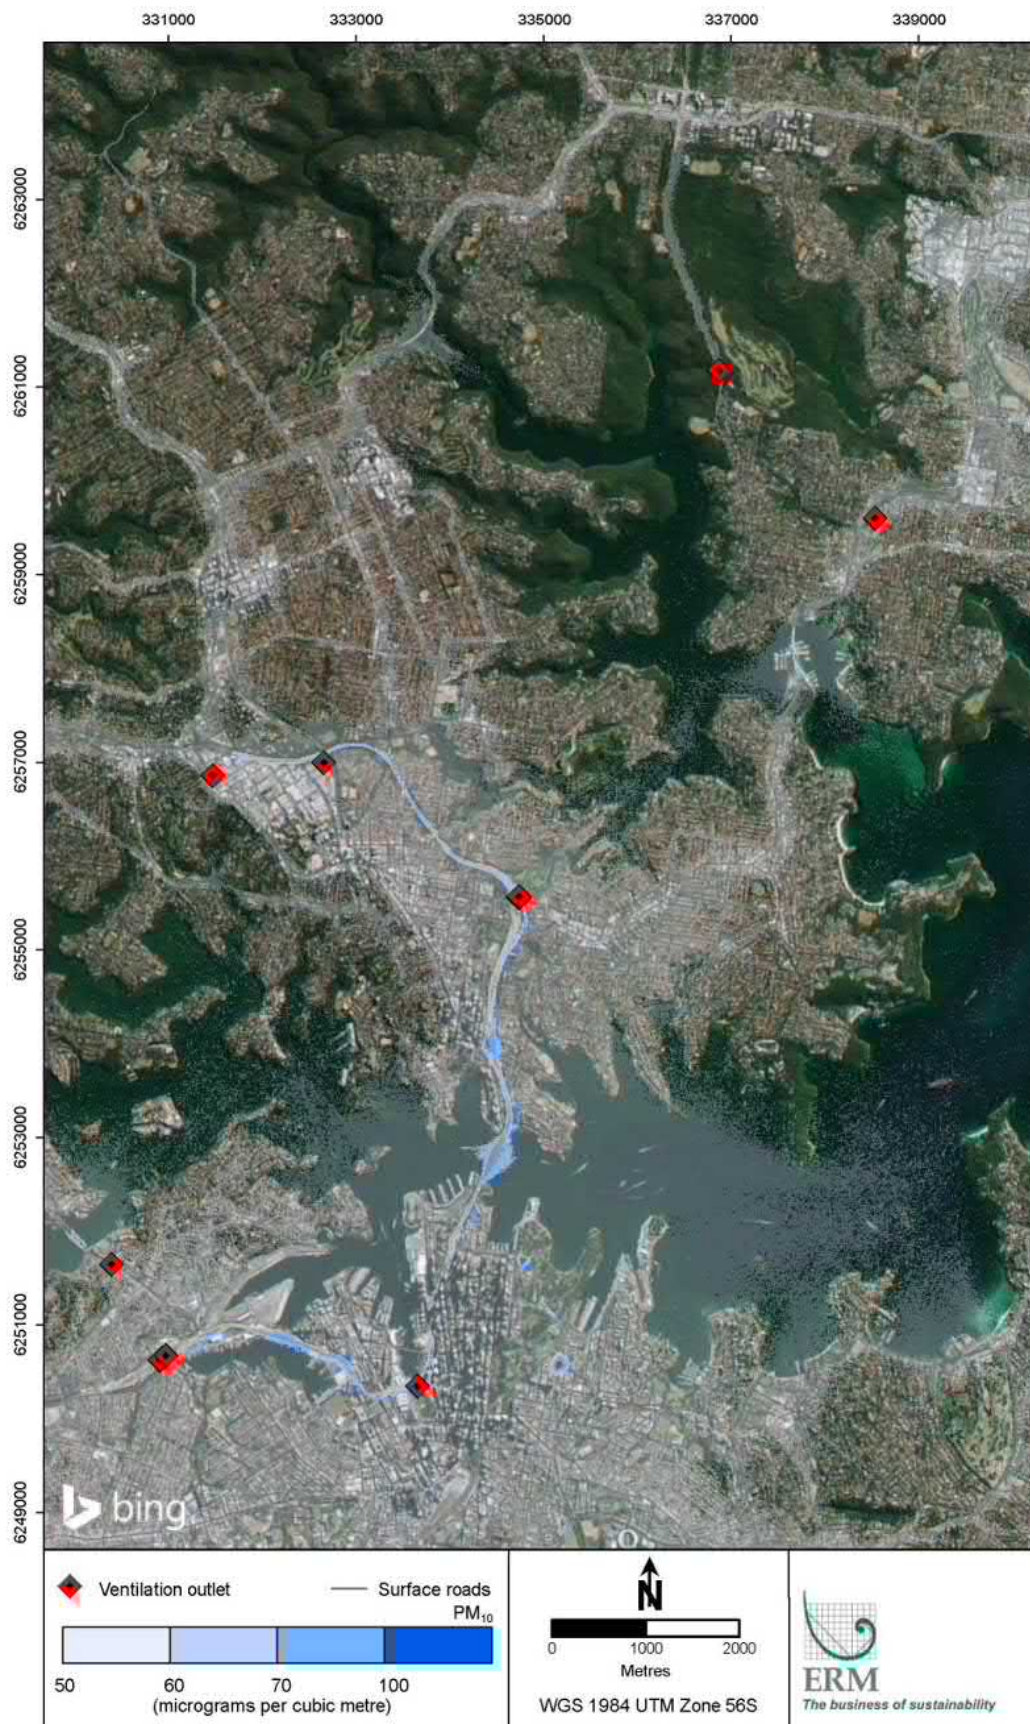 331000 333000 335000 337000 339000
6263000
6261000
6259000
6257000
6255000
6253000
6251000
6249000
bing
Ventilation outlet
Surface roads
PM10
50 60 70 100
(micrograms per cubic metre)
N
0 1000 2000
Metres
WGS 1984 UTM Zone 56S
ERM
The business of sustainability